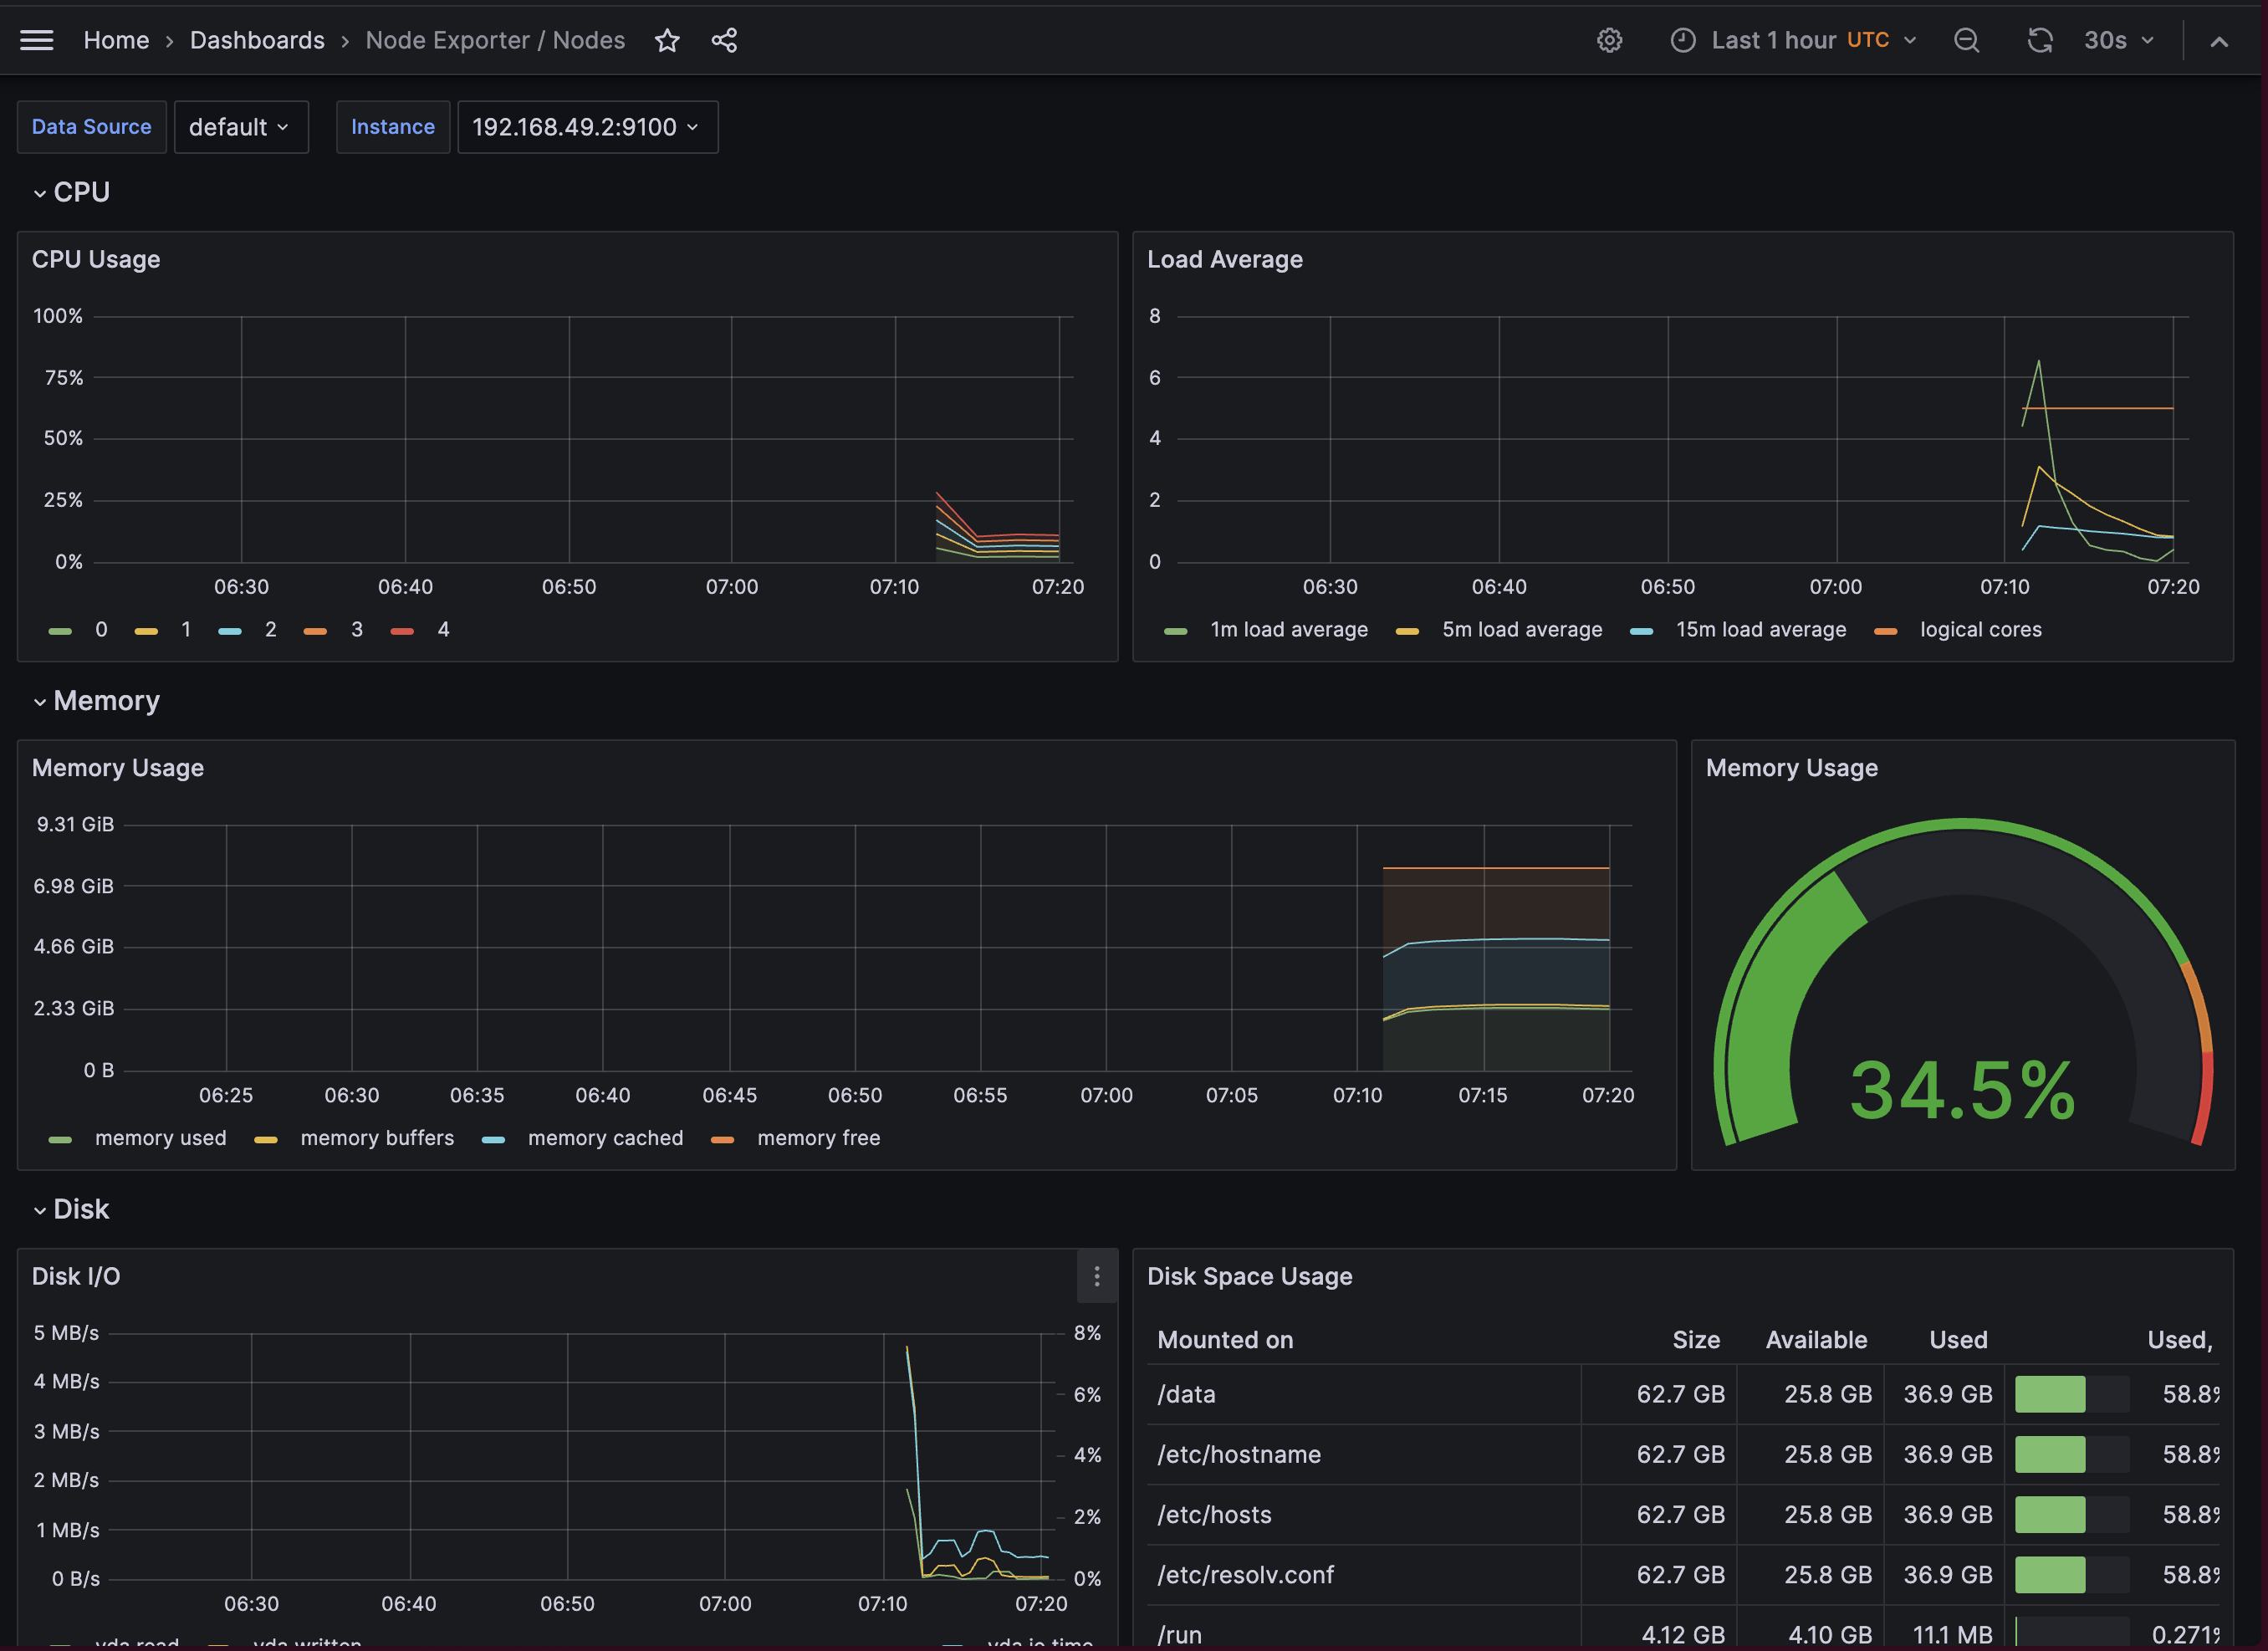 Home › Dashboards › Node Exporter / Nodes Last 1 hour UTC 30s
Data Source default Instance 192.168.49.2:9100
CPU
CPU Usage
100%
75%
50%
25%
0%
06:30 06:40 06:50 07:00 07:10 07:20
0 1 2 3 4
Load Average
8
6
4
2
0
06:30 06:40 06:50 07:00 07:10 07:20
1m load average 5m load average 15m load average logical cores
Memory
Memory Usage
9.31 GiB
6.98 GiB
4.66 GiB
2.33 GiB
0 B
06:25 06:30 06:35 06:40 06:45 06:50 06:55 07:00 07:05 07:10 07:15 07:20
memory used memory buffers memory cached memory free
Memory Usage
34.5%
Disk
Disk I/O
5 MB/s 8%
4 MB/s 6%
3 MB/s 4%
2 MB/s 2%
1 MB/s
0 B/s 0%
06:30 06:40 06:50 07:00 07:10 07:20
vda read vda written vda io time
Disk Space Usage
Mounted on Size Available Used Used,
/data 62.7 GB 25.8 GB 36.9 GB 58.8%
/etc/hostname 62.7 GB 25.8 GB 36.9 GB 58.8%
/etc/hosts 62.7 GB 25.8 GB 36.9 GB 58.8%
/etc/resolv.conf 62.7 GB 25.8 GB 36.9 GB 58.8%
/run 4.12 GB 4.10 GB 11.1 MB 0.271%